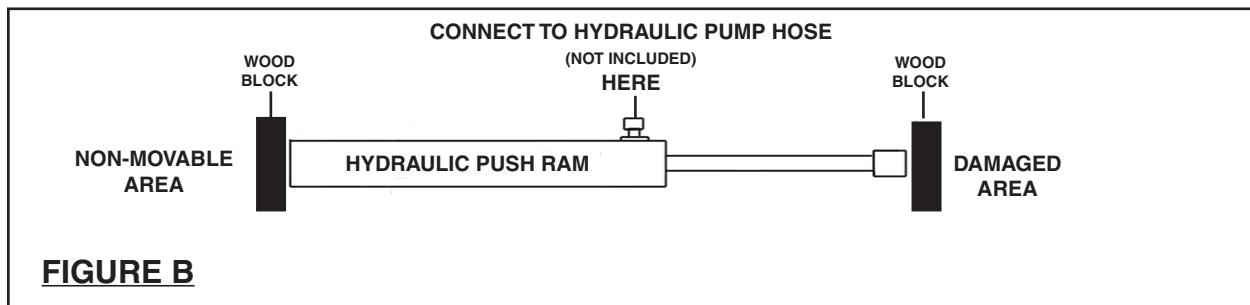 CONNECT TO HYDRAULIC PUMP HOSE
(NOT INCLUDED)
HERE
WOOD
BLOCK
WOOD
BLOCK
NON-MOVABLE
AREA
HYDRAULIC PUSH RAM
DAMAGED
AREA
FIGURE B